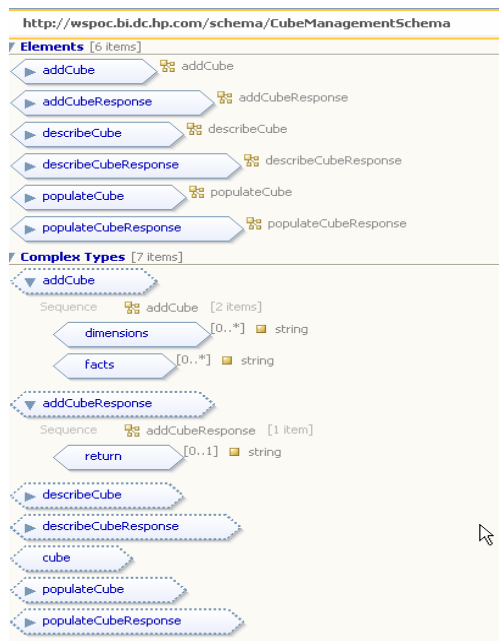 http://wspoc.bi.dc.hp.com/schema/CubeManagementSchema
Elements [6 items]
addCube addCube
addCubeResponse addCubeResponse
describeCube describeCube
describeCubeResponse describeCubeResponse
populateCube populateCube
populateCubeResponse populateCubeResponse
Complex Types [7 items]
addCube
Sequence addCube [2 items]
dimensions [0..*] string
facts [0..*] string
addCubeResponse
Sequence addCubeResponse [1 item]
return [0..1] string
describeCube
describeCubeResponse
cube
populateCube
populateCubeResponse